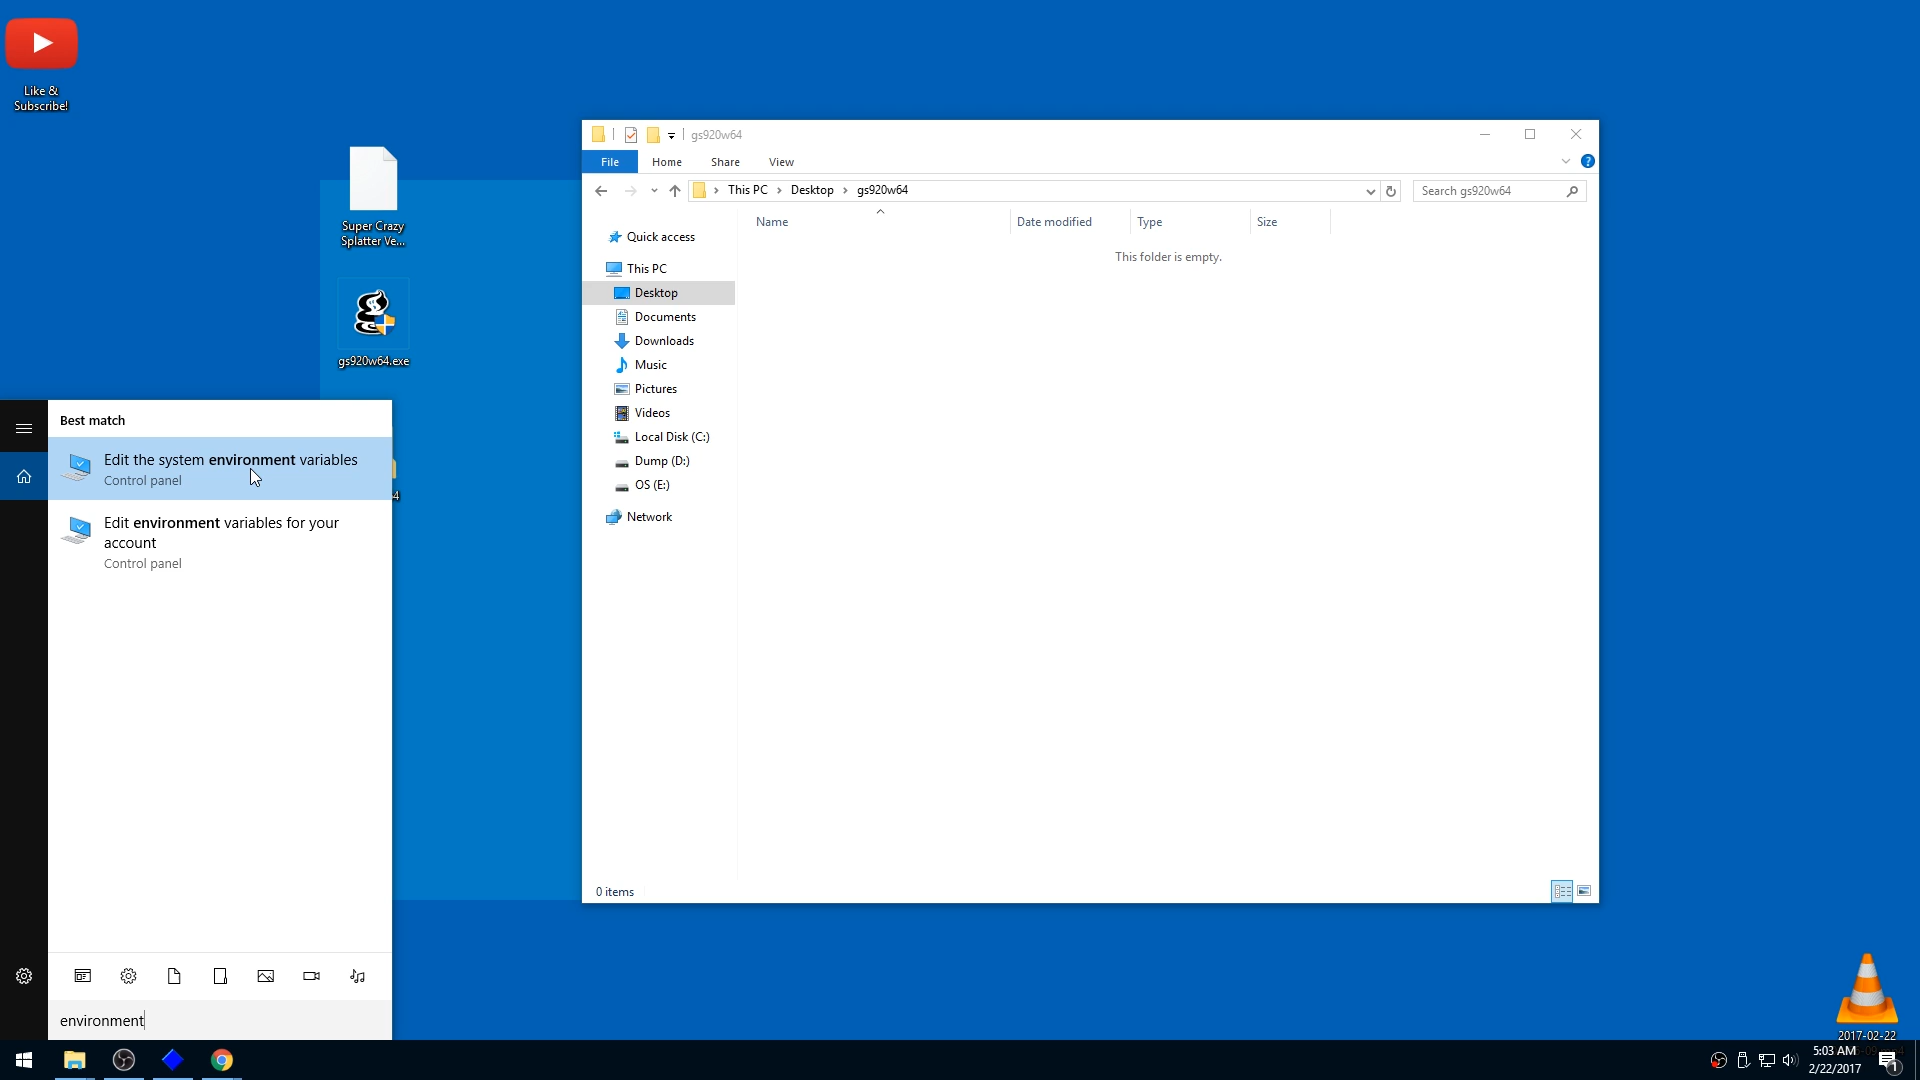 Like &
Subscribe!
Super Crazy
Splatter Ve...
gs920w64.exe
4
gs920w64
File
Home
Share
View
This PC
Desktop
gs920w64
Search gs920w64
Name
Date modified
Type
Size
This folder is empty.
Quick access
This PC
Desktop
Documents
Downloads
Music
Pictures
Videos
Local Disk (C:)
Dump (D:)
OS (E:)
Network
0 items
Best match
Edit the system environment variables
Control panel
Edit environment variables for your
account
Control panel
environment
2017-02-22
5:03 AM
2/22/2017
1